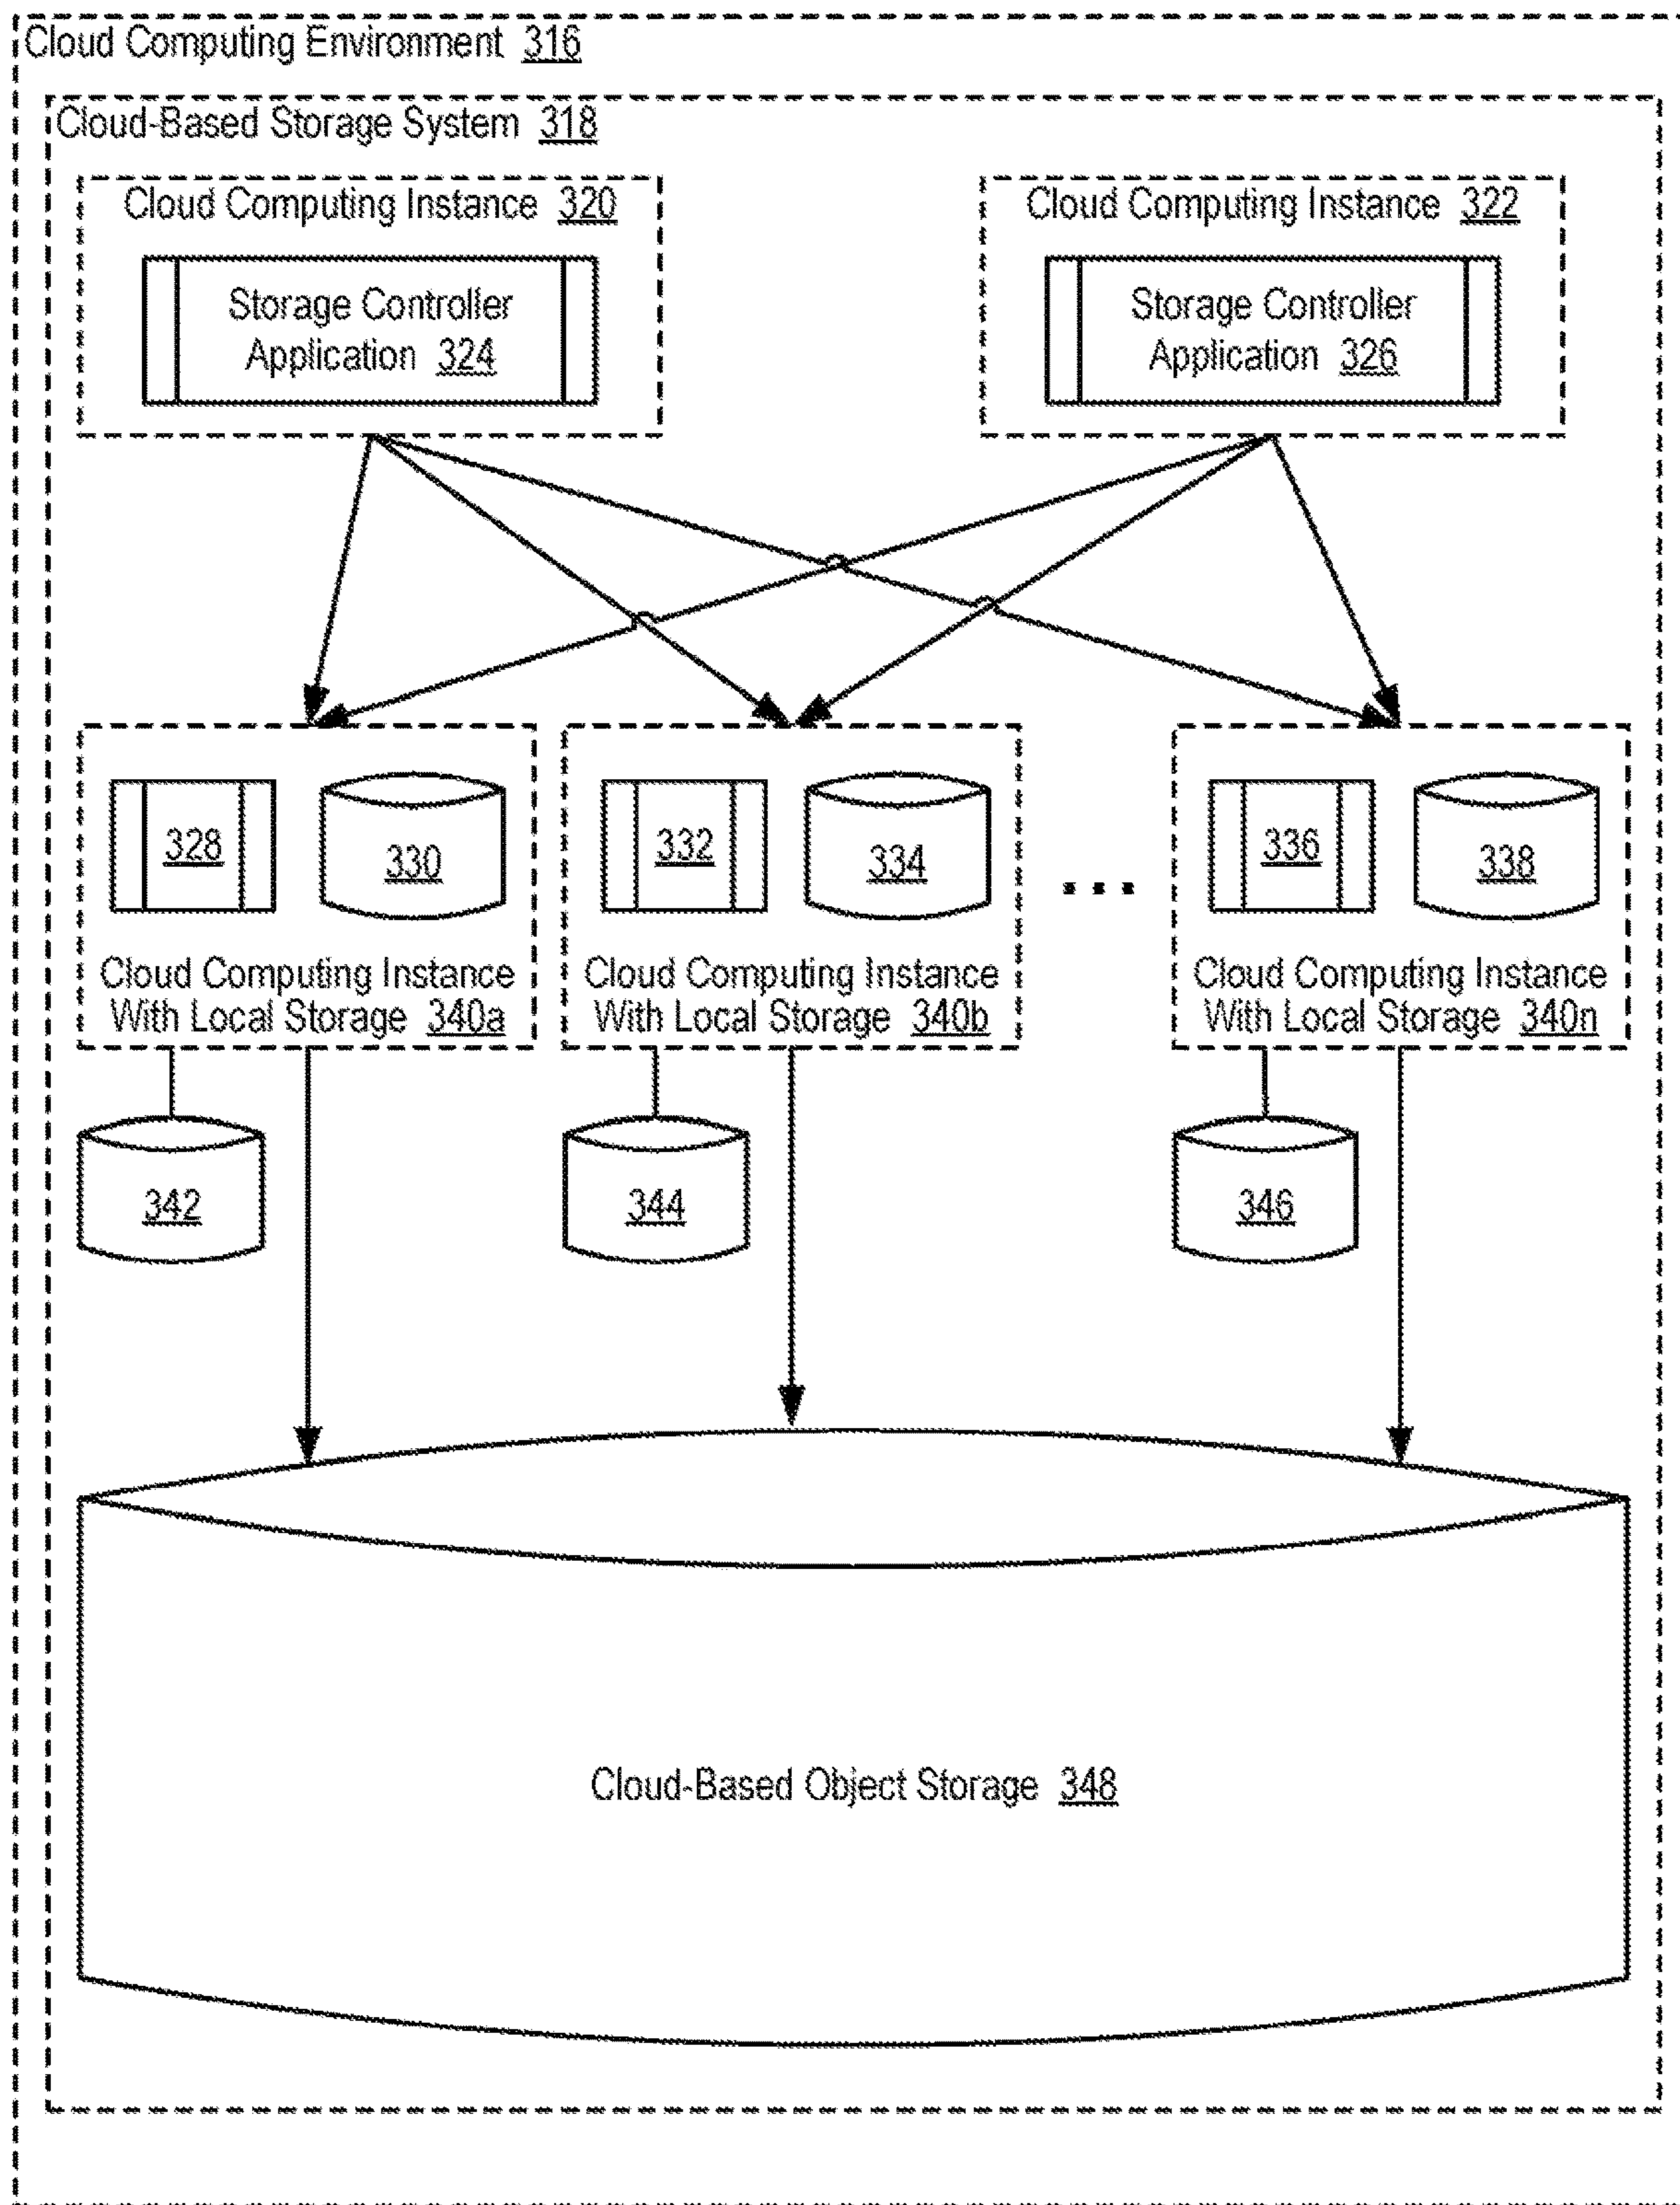 Cloud Computing Environment 316
Cloud-Based Storage System 318
Cloud Computing Instance 320
Storage Controller
Application 324
Cloud Computing Instance 322
Storage Controller
Application 326
328
330
Cloud Computing Instance
With Local Storage 340a
332
334
Cloud Computing Instance
With Local Storage 340b
...
336
338
Cloud Computing Instance
With Local Storage 340n
342
344
346
Cloud-Based Object Storage 348